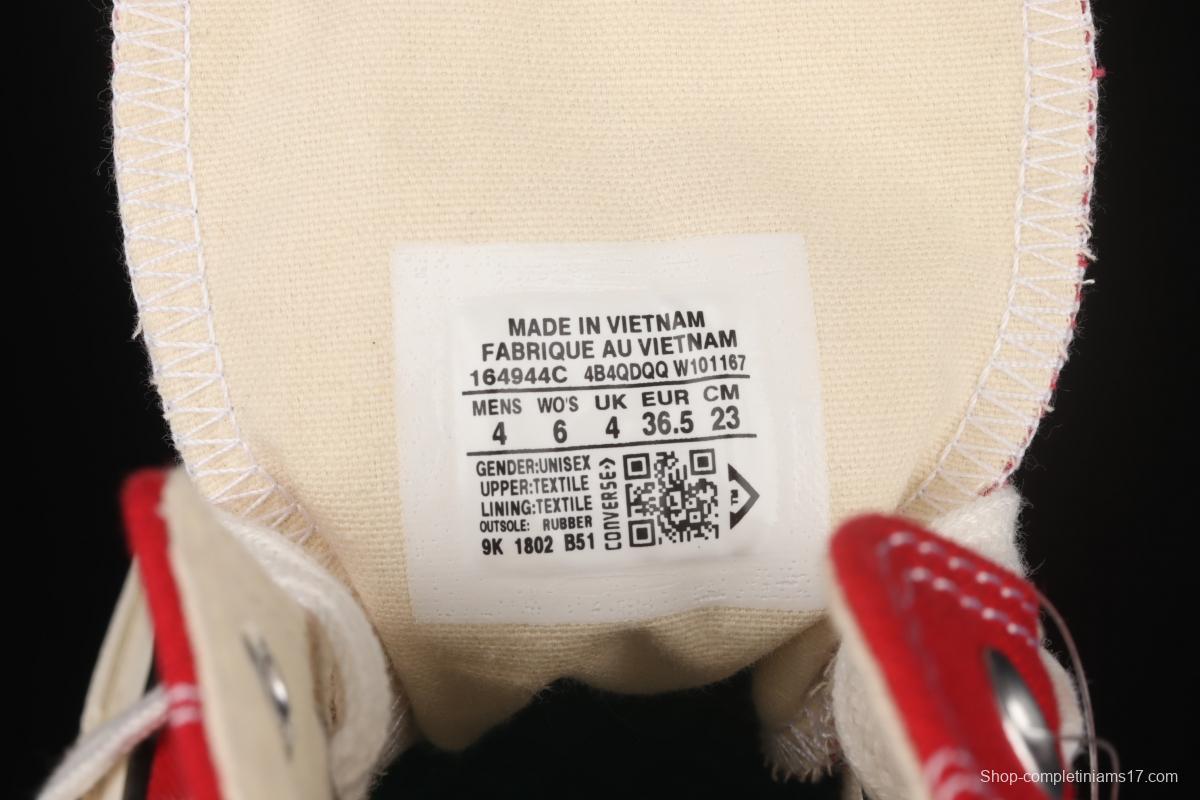 MADE IN VIETNAM
FABRIQUE AU VIETNAM
164944C 4B4QDQQ W101167
MENS WO'S UK EUR CM
4 6 4 36.5 23
GENDER:UNISEX
UPPER:TEXTILE
LINING:TEXTILE
OUTSOLE: RUBBER
9K 1802 B51
CONVERSE
TM
Shop-completiniams17.com